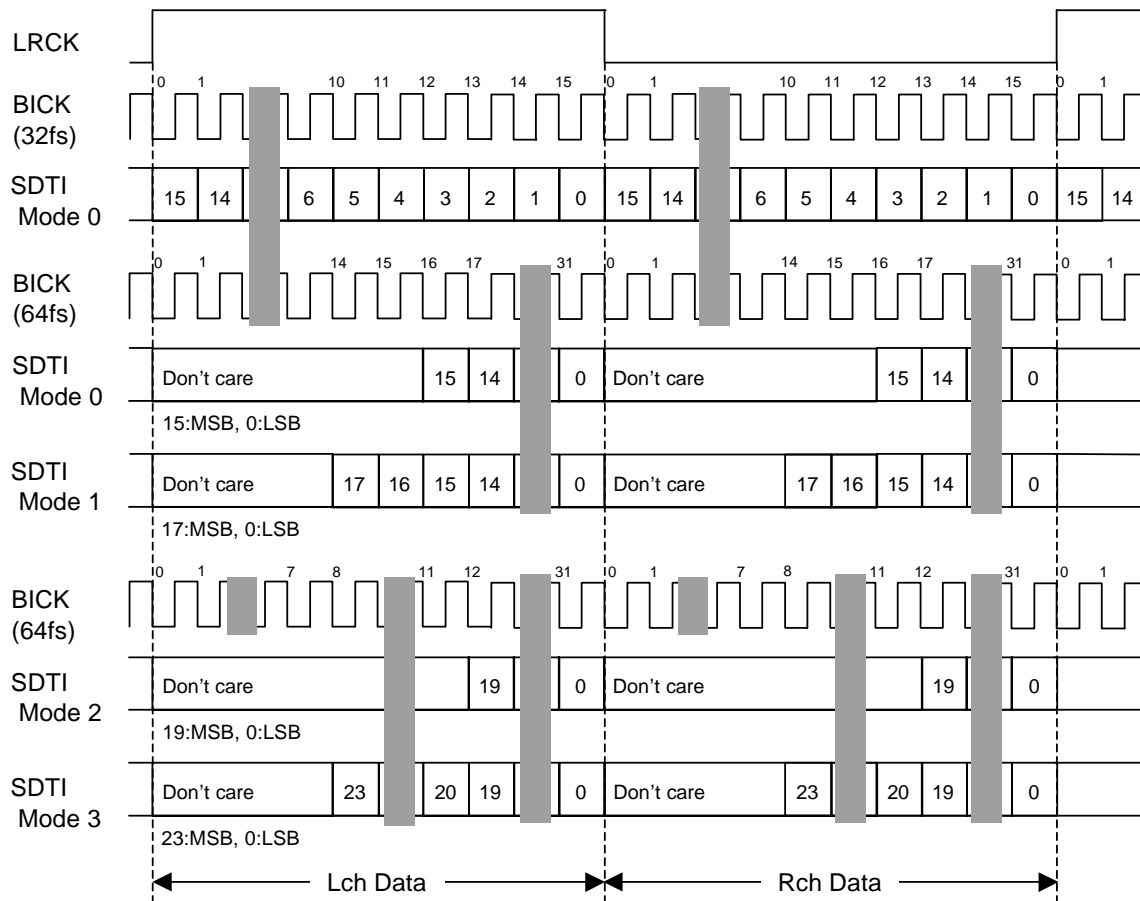 LRCK
0 1 10 11 12 13 14 15 0 1 10 11 12 13 14 15 0 1
BICK
(32fs)
SDTI
Mode 0
15 14 6 5 4 3 2 1 0 15 14 6 5 4 3 2 1 0 15 14
0 1 14 15 16 17 31 0 1 14 15 16 17 31 0 1
BICK
(64fs)
SDTI
Mode 0
Don't care 15 14 0 Don't care 15 14 0
15:MSB, 0:LSB
SDTI
Mode 1
Don't care 17 16 15 14 0 Don't care 17 16 15 14 0
17:MSB, 0:LSB
0 1 7 8 11 12 31 0 1 7 8 11 12 31 0 1
BICK
(64fs)
SDTI
Mode 2
Don't care 19 0 Don't care 19 0
19:MSB, 0:LSB
SDTI
Mode 3
Don't care 23 20 19 0 Don't care 23 20 19 0
23:MSB, 0:LSB
Lch Data Rch Data